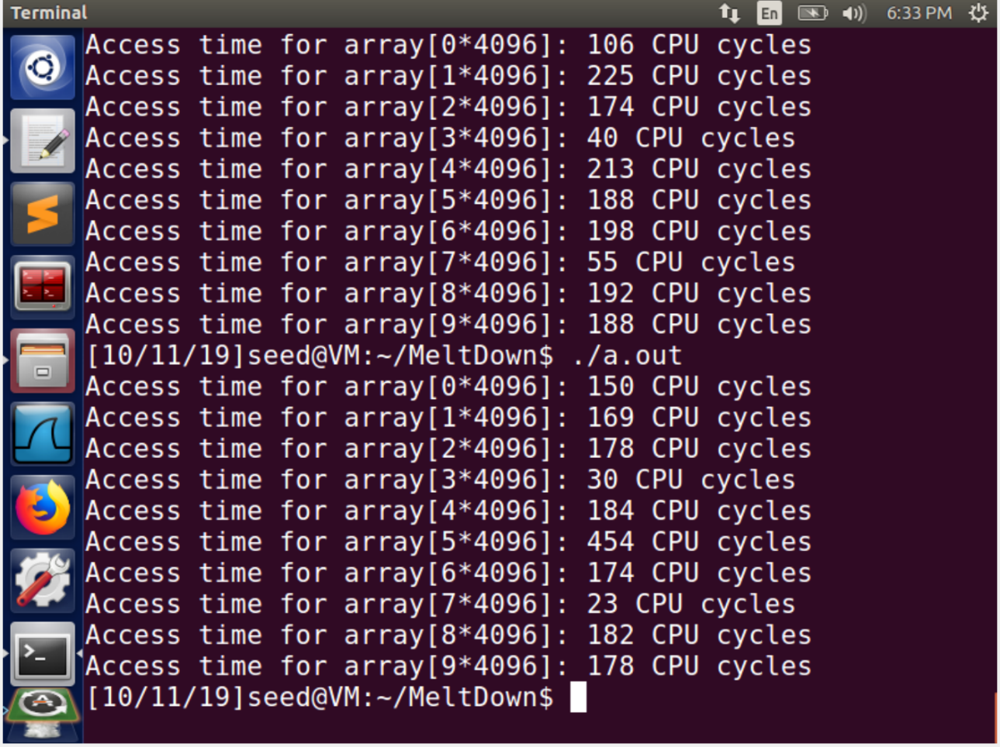 Terminal En 6:33 PM
Access time for array[0*4096]: 106 CPU cycles
Access time for array[1*4096]: 225 CPU cycles
Access time for array[2*4096]: 174 CPU cycles
Access time for array[3*4096]: 40 CPU cycles
Access time for array[4*4096]: 213 CPU cycles
Access time for array[5*4096]: 188 CPU cycles
Access time for array[6*4096]: 198 CPU cycles
Access time for array[7*4096]: 55 CPU cycles
Access time for array[8*4096]: 192 CPU cycles
Access time for array[9*4096]: 188 CPU cycles
[10/11/19]seed@VM:~/MeltDown$ ./a.out
Access time for array[0*4096]: 150 CPU cycles
Access time for array[1*4096]: 169 CPU cycles
Access time for array[2*4096]: 178 CPU cycles
Access time for array[3*4096]: 30 CPU cycles
Access time for array[4*4096]: 184 CPU cycles
Access time for array[5*4096]: 454 CPU cycles
Access time for array[6*4096]: 174 CPU cycles
Access time for array[7*4096]: 23 CPU cycles
Access time for array[8*4096]: 182 CPU cycles
Access time for array[9*4096]: 178 CPU cycles
[10/11/19]seed@VM:~/MeltDown$